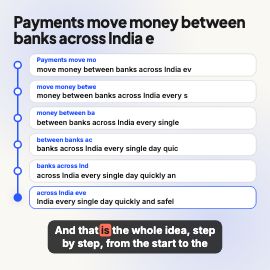 Payments move money between
banks across India e
Payments move mo
move money between banks across India ev
move money betwe
money between banks across India every s
money between ba
between banks across India every single
between banks ac
banks across India every single day quic
banks across Ind
across India every single day quickly an
across India eve
India every single day quickly and safel
And that is the whole idea, step
by step, from the start to the